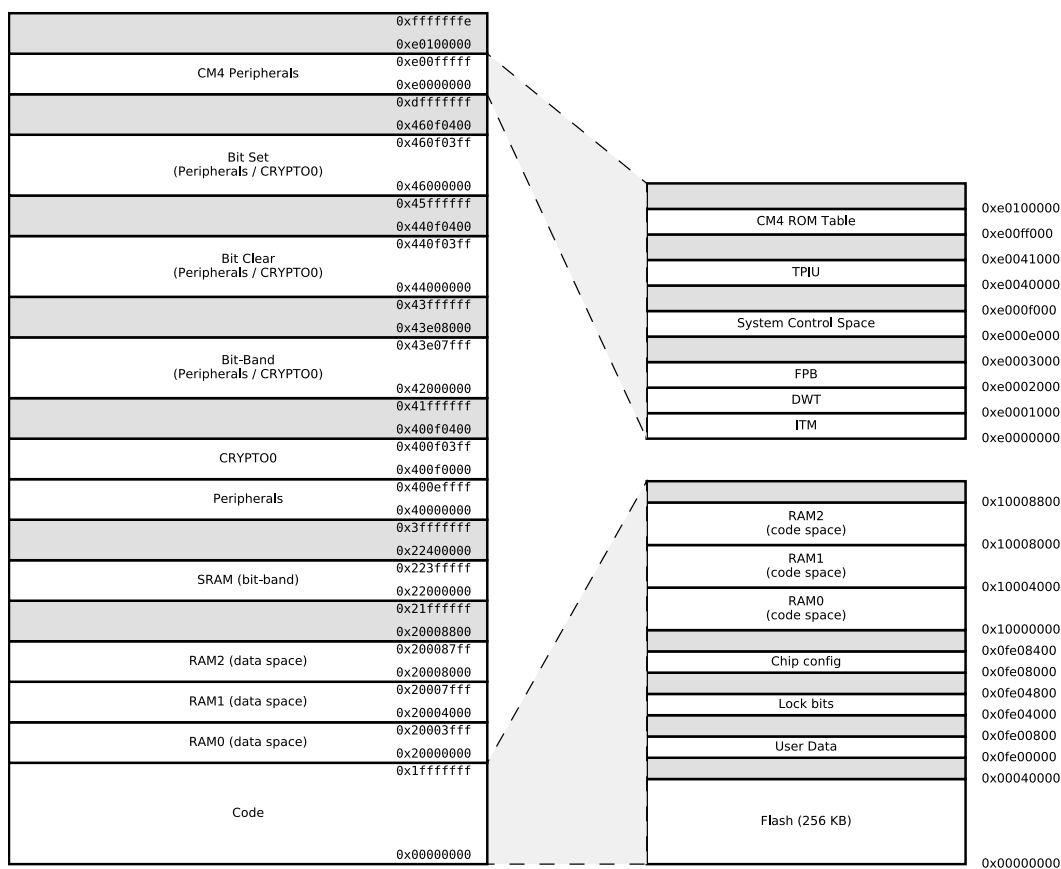 0xfffffffe
0xe0100000
0xe00fffff
CM4 Peripherals
0xe0000000
0xdfffffff
0x460f0400
0x460f03ff
Bit Set
(Peripherals / CRYPTO0)
0x46000000
0x45ffffff
0x440f0400
0x440f03ff
Bit Clear
(Peripherals / CRYPTO0)
0x44000000
0x43ffffff
0x43e08000
0x43e07fff
Bit-Band
(Peripherals / CRYPTO0)
0x42000000
0x41ffffff
0x400f0400
0x400f03ff
CRYPTO0
0x400f0000
0x400effff
Peripherals
0x40000000
0x3fffffff
0x22400000
0x223fffff
SRAM (bit-band)
0x22000000
0x21ffffff
0x20008800
0x200087ff
RAM2 (data space)
0x20008000
0x20007fff
RAM1 (data space)
0x20004000
0x20003fff
RAM0 (data space)
0x20000000
0x1fffffff
Code
0x00000000
0xe0100000
CM4 ROM Table
0xe00ff000
0xe0041000
TPIU
0xe0040000
0xe000f000
System Control Space
0xe000e000
0xe0003000
FPB
0xe0002000
DWT
0xe0001000
ITM
0xe0000000
0x10008800
RAM2
(code space)
0x10008000
RAM1
(code space)
0x10004000
RAM0
(code space)
0x10000000
0x0fe08400
Chip config
0x0fe08000
0x0fe04800
Lock bits
0x0fe04000
0x0fe00800
User Data
0x0fe00000
0x00040000
Flash (256 KB)
0x00000000